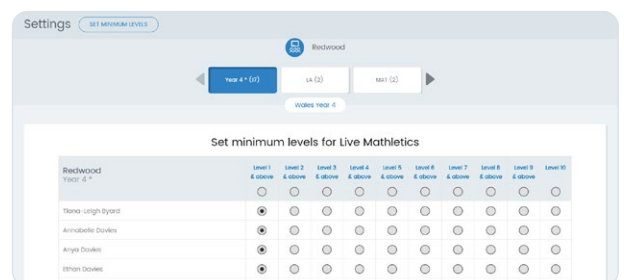 Settings SET MINIMUM LEVELS
Redwood
Year 4 * (17) LA (2) MAT (2)
Wales Year 4
Set minimum levels for Live Mathletics
Redwood
Year 4 *
Level 1 & above Level 2 & above Level 3 & above Level 4 & above Level 5 & above Level 6 & above Level 7 & above Level 8 & above Level 9 & above Level 10
Tiana-Leigh Byard
Annabelle Davies
Anya Davies
Ethan Davies